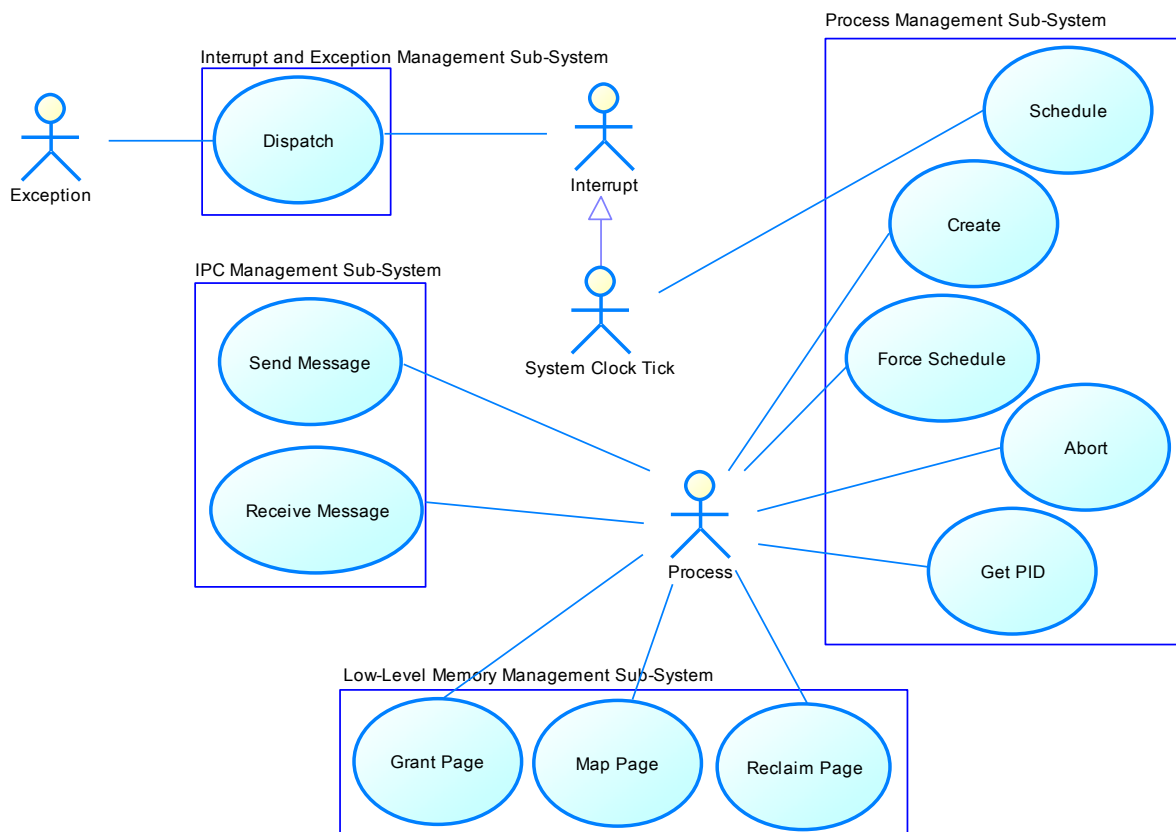 Process Management Sub-System
Interrupt and Exception Management Sub-System
Schedule
Dispatch
Exception
Interrupt
Create
IPC Management Sub-System
Send Message
System Clock Tick
Force Schedule
Abort
Receive Message
Process
Get PID
Low-Level Memory Management Sub-System
Grant Page
Map Page
Reclaim Page